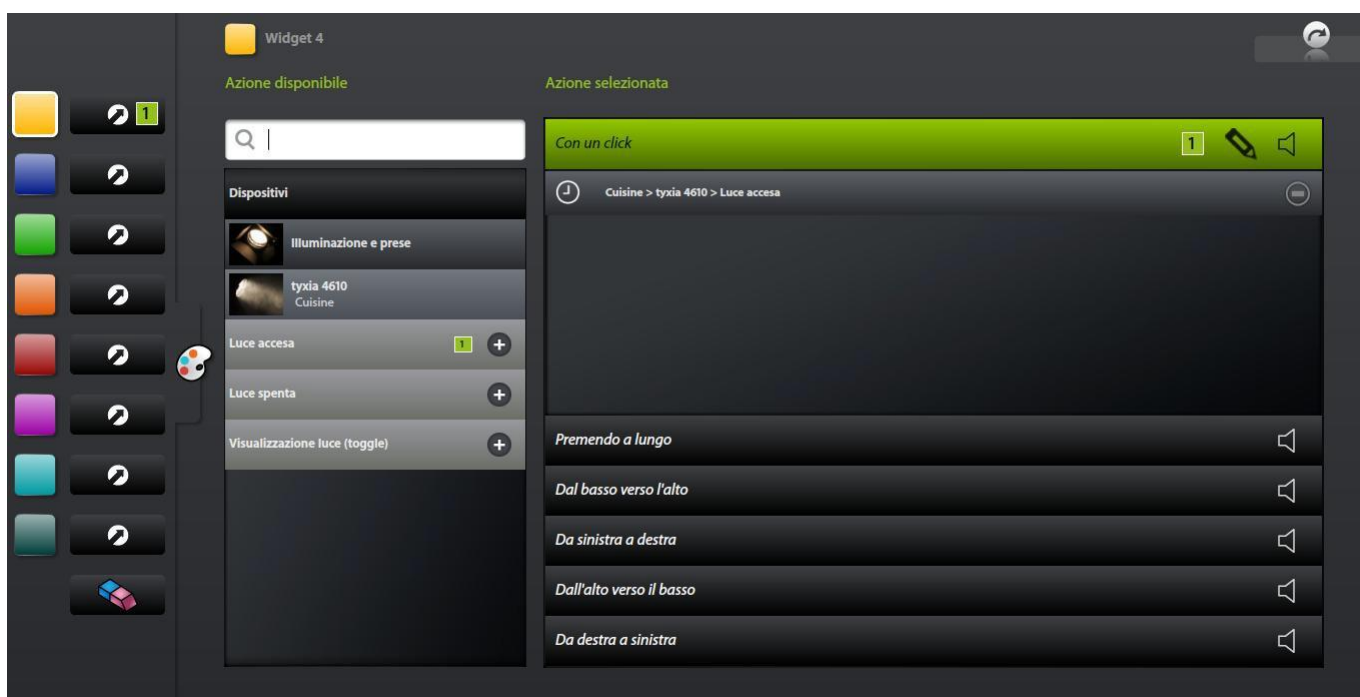 Widget 4
Azione disponibile
Azione selezionata
1
Con un click
1
Dispositivi
Cuisine > tyxia 4610 > Luce accesa
Illuminazione e prese
tyxia 4610
Cuisine
Luce accesa
1
Luce spenta
Visualizzazione luce (toggle)
Premendo a lungo
Dal basso verso l'alto
Da sinistra a destra
Dall'alto verso il basso
Da destra a sinistra